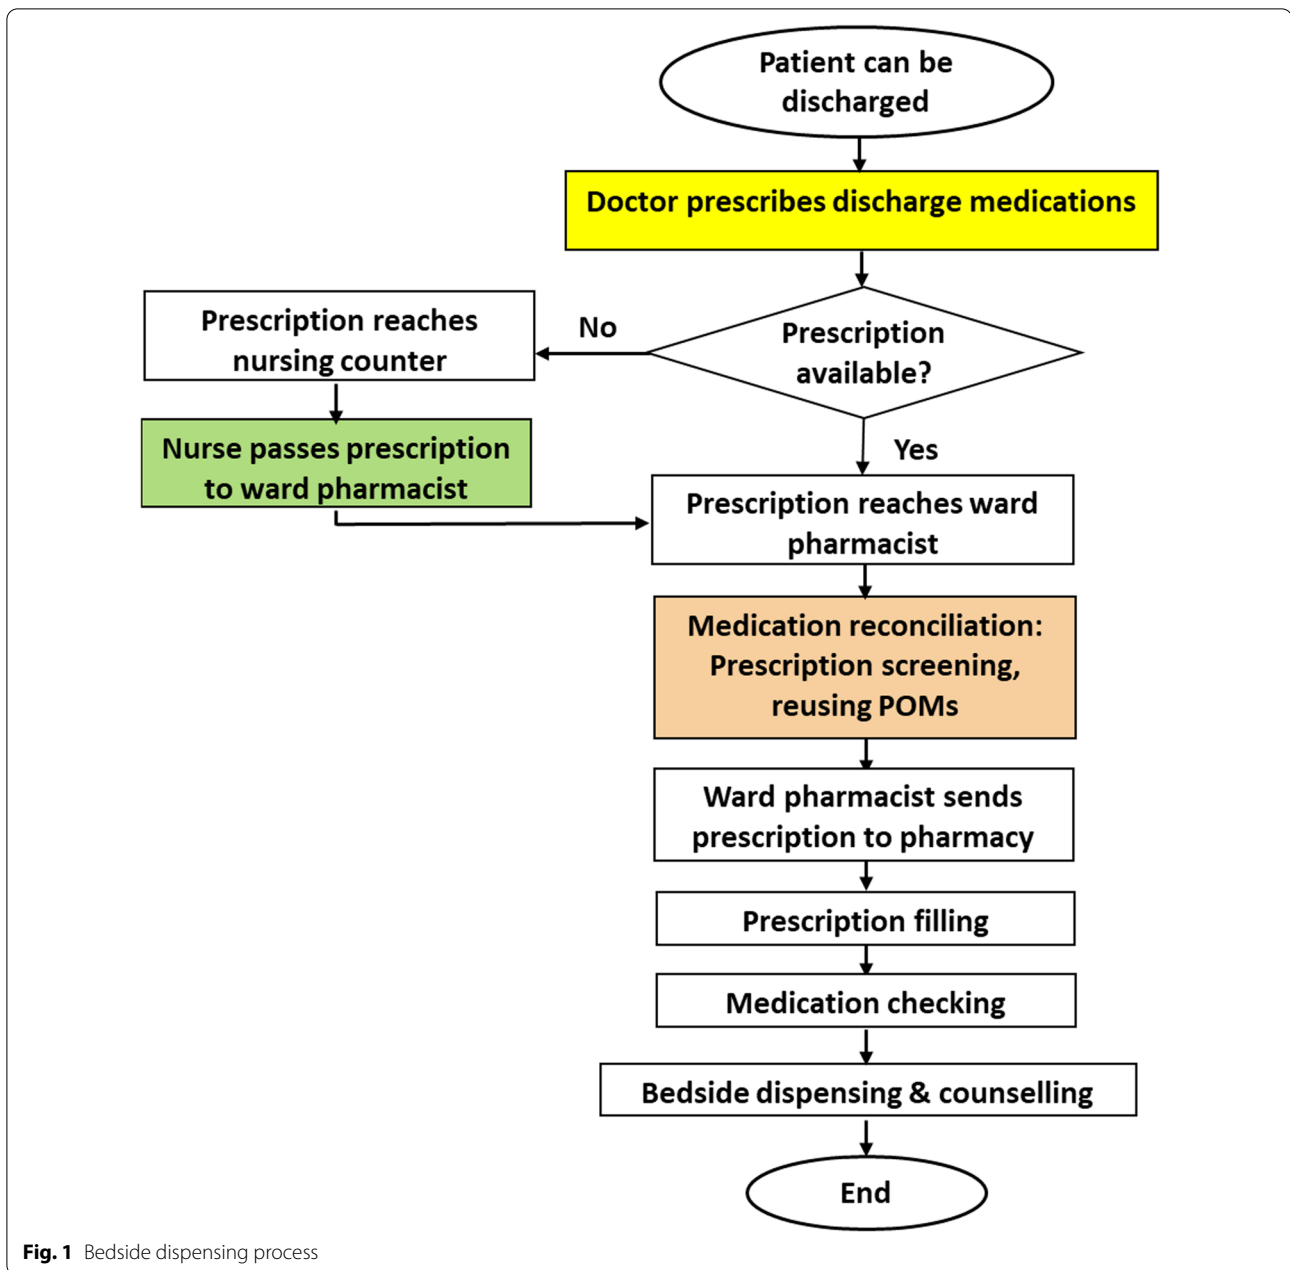 Patient can be
discharged
Doctor prescribes discharge medications
Prescription
available?
No
Prescription reaches
nursing counter
Nurse passes prescription
to ward pharmacist
Yes
Prescription reaches ward
pharmacist
Medication reconciliation:
Prescription screening,
reusing POMs
Ward pharmacist sends
prescription to pharmacy
Prescription filling
Medication checking
Bedside dispensing & counselling
End
Fig. 1 Bedside dispensing process